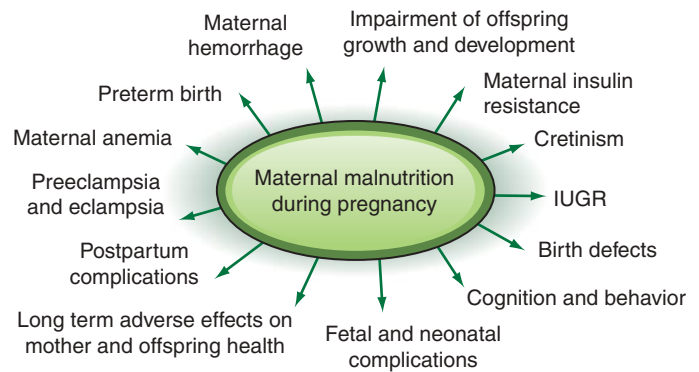 Maternal
hemorrhage
Impairment of offspring
growth and development
Maternal insulin
resistance
Cretinism
IUGR
Birth defects
Cognition and behavior
Fetal and neonatal
complications
Long term adverse effects on
mother and offspring health
Postpartum
complications
Preeclampsia
and eclampsia
Maternal anemia
Preterm birth
Maternal malnutrition
during pregnancy